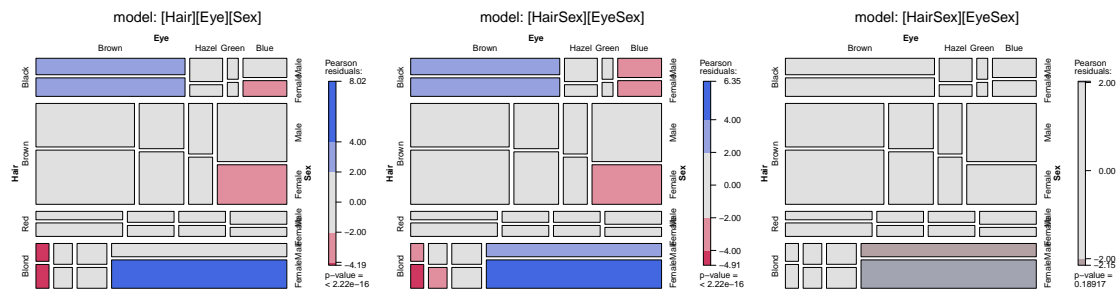 model: [Hair][Eye][Sex]
Eye
Brown Hazel Green Blue
Hair
Black
Brown
Red
Blond
Sex
Male
Female
Male
Female
Male
Female
Male
Female
Pearson
residuals:
8.02
4.00
2.00
0.00
−2.00
−4.19
p−value =
< 2.22e−16
model: [HairSex][EyeSex]
Eye
Brown Hazel Green Blue
Hair
Black
Brown
Red
Blond
Sex
Male
Female
Male
Female
Male
Female
Male
Female
Pearson
residuals:
6.35
4.00
2.00
0.00
−2.00
−4.00
−4.91
p−value =
< 2.22e−16
model: [HairSex][EyeSex]
Eye
Brown Hazel Green Blue
Hair
Black
Brown
Red
Blond
Sex
Male
Female
Male
Female
Male
Female
Male
Female
Pearson
residuals:
2.00
0.00
−2.00
−2.15
p−value =
0.18917